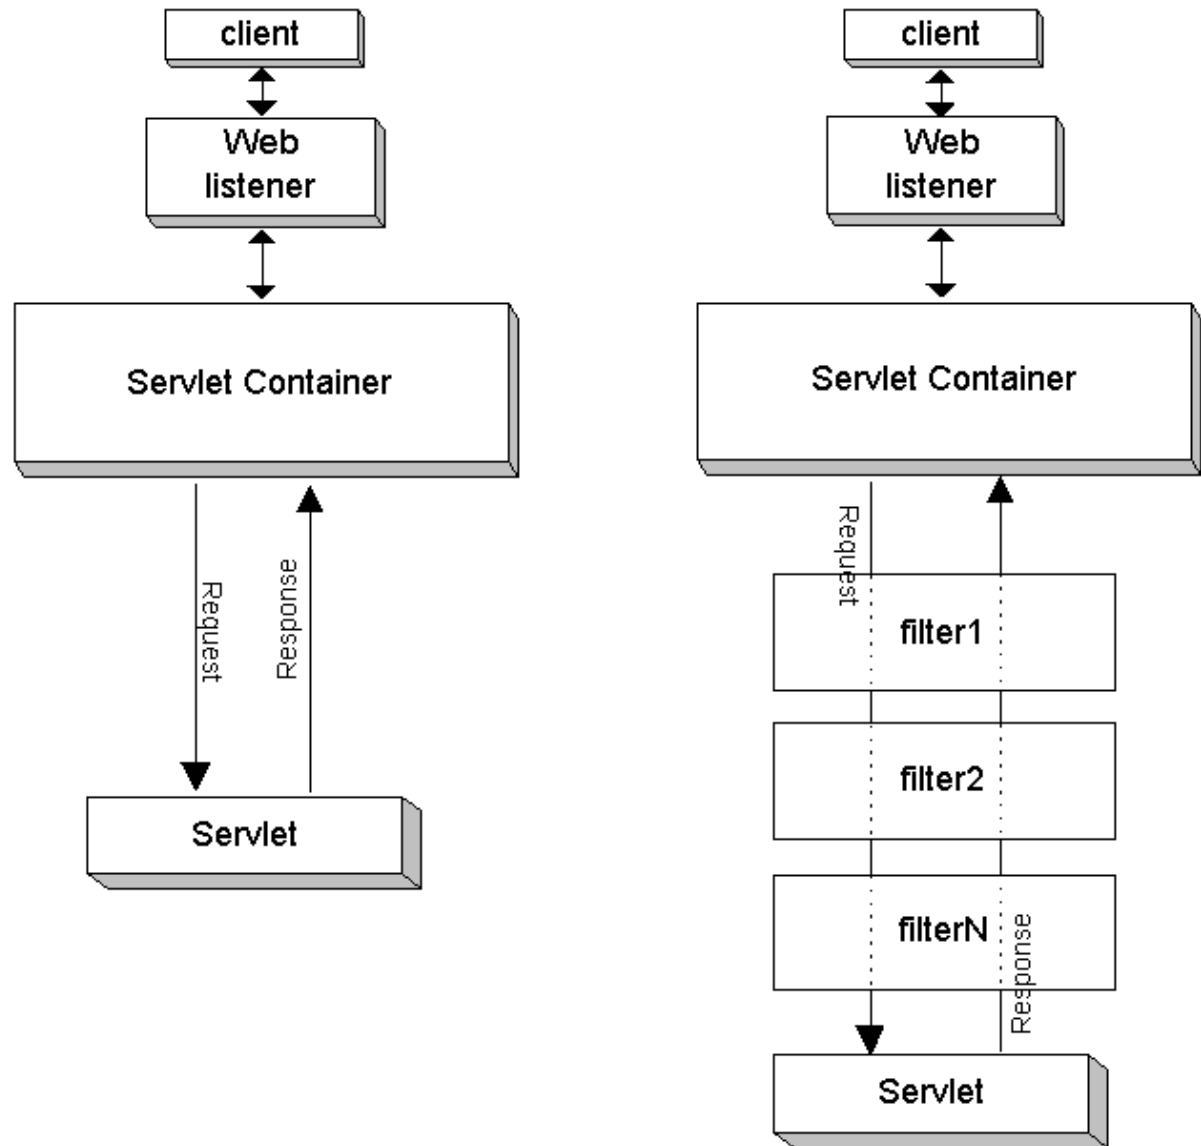 client
Web
listener
Servlet Container
Request
Response
Servlet
client
Web
listener
Servlet Container
Request
filter1
filter2
filterN
Response
Servlet